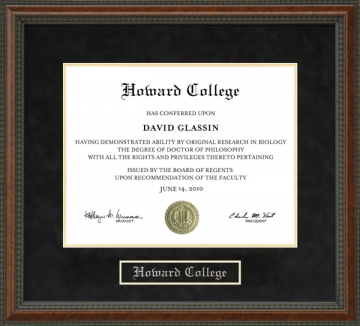 Howard College
HAS CONFERRED UPON
DAVID GLASSIN
HAVING DEMONSTRATED ABILITY BY ORIGINAL RESEARCH IN BIOLOGY
THE DEGREE OF DOCTOR OF PHILOSOPHY
WITH ALL THE RIGHTS AND PRIVILEGES THERETO PERTAINING
ISSUED BY THE BOARD OF REGENTS
UPON RECOMMENDATION OF THE FACULTY
JUNE 14, 2010
PROVOST
PRESIDENT
Howard College